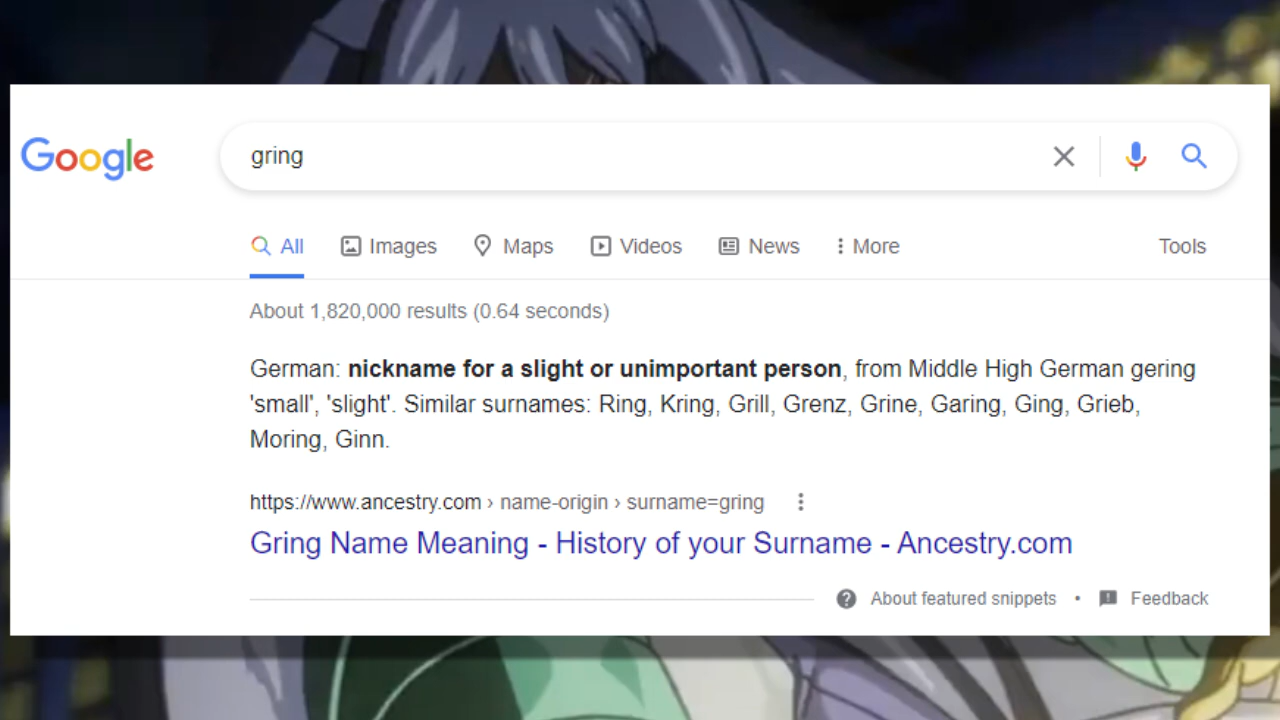 Google
gring
All Images Maps Videos News More Tools
About 1,820,000 results (0.64 seconds)
German: nickname for a slight or unimportant person, from Middle High German gering
'small', 'slight'. Similar surnames: Ring, Kring, Grill, Grenz, Grine, Garing, Ging, Grieb,
Moring, Ginn.
https://www.ancestry.com › name-origin › surname=gring
Gring Name Meaning - History of your Surname - Ancestry.com
About featured snippets • Feedback